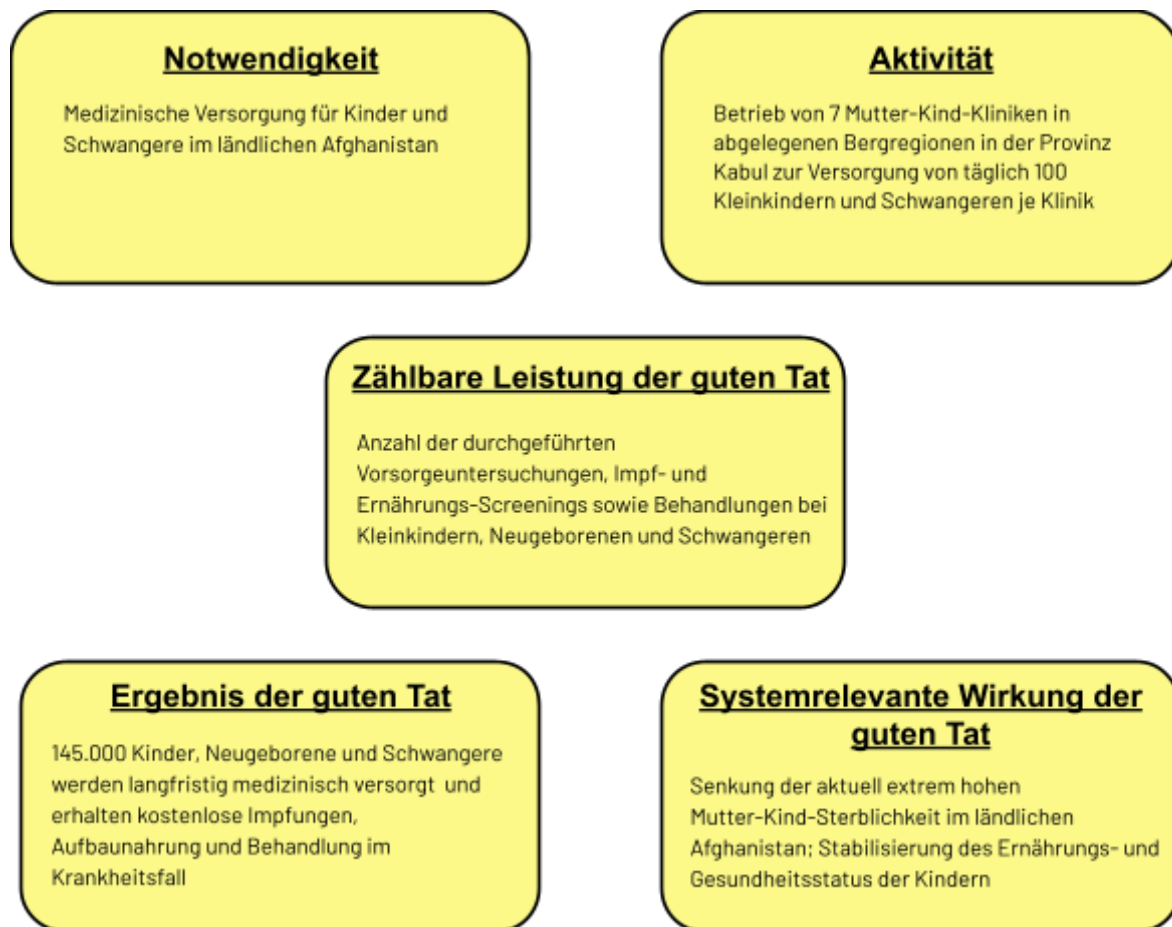 Notwendigkeit
Medizinische Versorgung für Kinder und
Schwangere im ländlichen Afghanistan
Aktivität
Betrieb von 7 Mutter-Kind-Kliniken in
abgelegenen Bergregionen in der Provinz
Kabul zur Versorgung von täglich 100
Kleinkindern und Schwangeren je Klinik
Zählbare Leistung der guten Tat
Anzahl der durchgeführten
Vorsorgeuntersuchungen, Impf- und
Ernährungs-Screenings sowie Behandlungen bei
Kleinkindern, Neugeborenen und Schwangeren
Ergebnis der guten Tat
145.000 Kinder, Neugeborene und Schwangere
werden langfristig medizinisch versorgt und
erhalten kostenlose Impfungen,
Aufbaunahrung und Behandlung im
Krankheitsfall
Systemrelevante Wirkung der
guten Tat
Senkung der aktuell extrem hohen
Mutter-Kind-Sterblichkeit im ländlichen
Afghanistan; Stabilisierung des Ernährungs- und
Gesundheitsstatus der Kindern